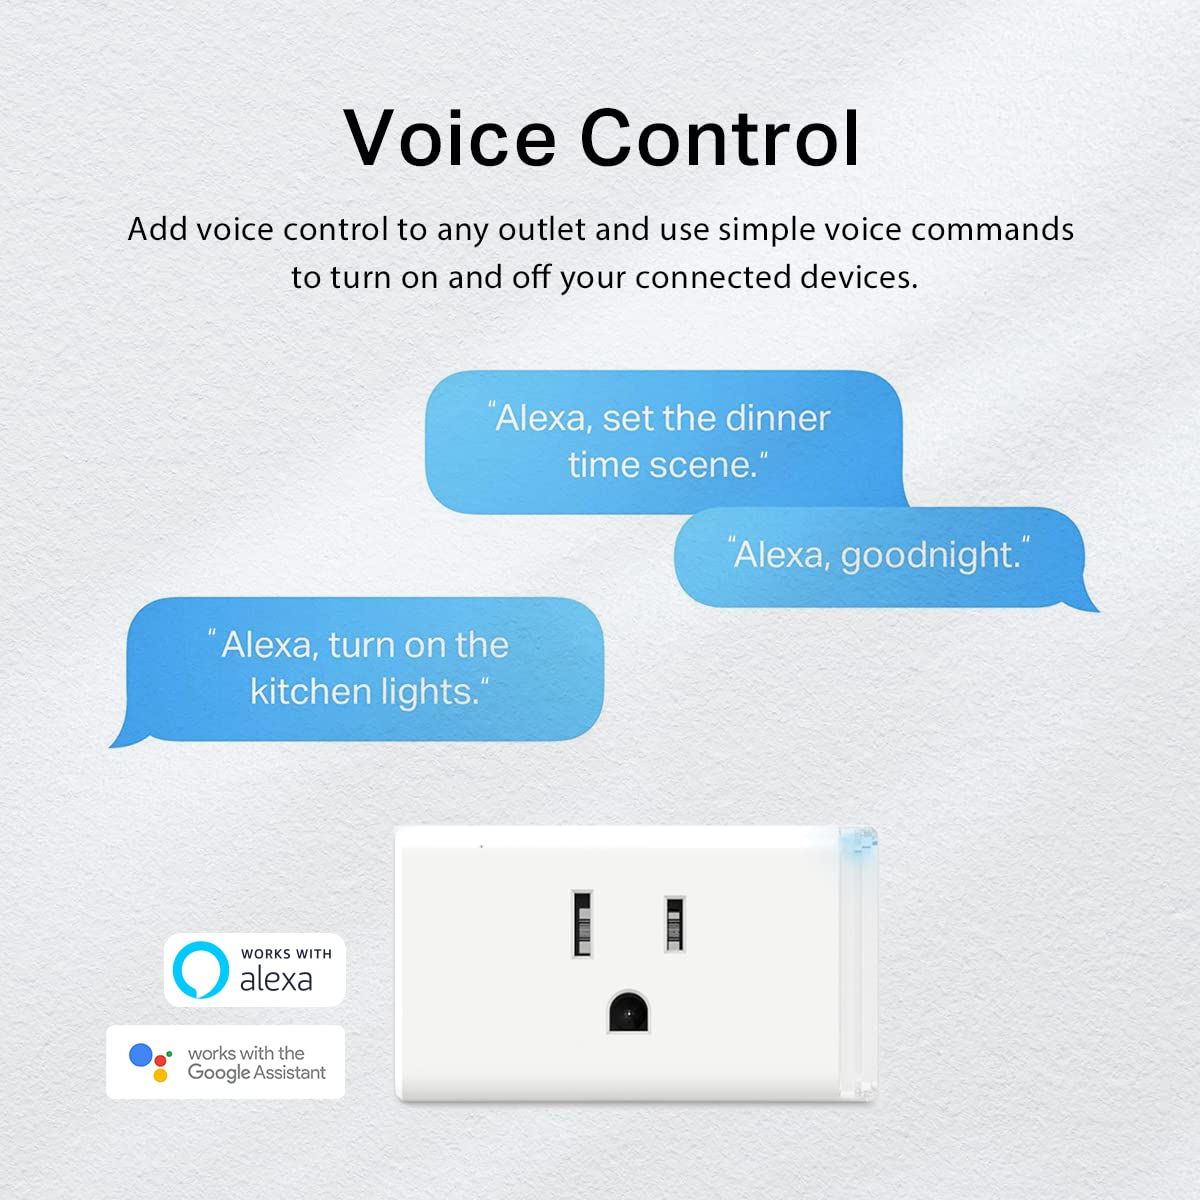 Voice Control
Add voice control to any outlet and use simple voice commands
to turn on and off your connected devices.
“Alexa, set the dinner
time scene.“
“Alexa, goodnight.“
“Alexa, turn on the
kitchen lights.“
WORKS WITH
alexa
works with the
Google Assistant